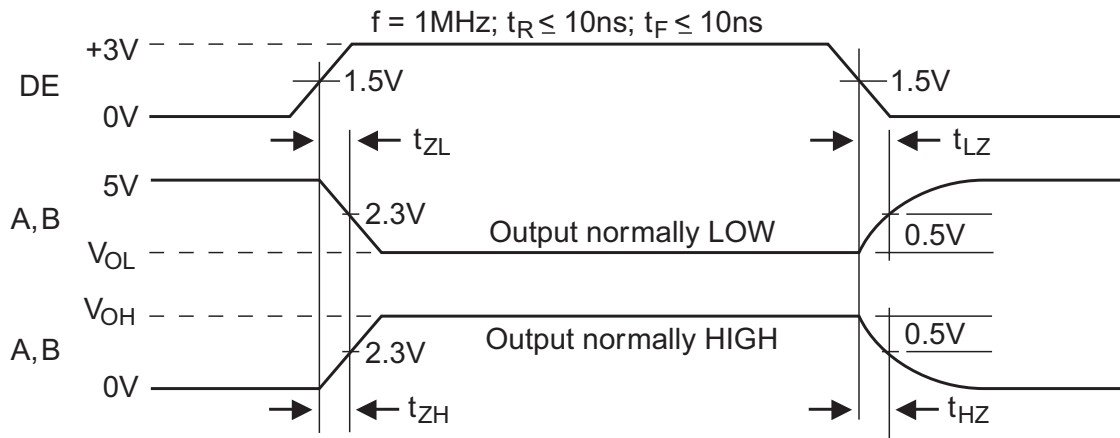 f = 1MHz; tR ≤ 10ns; tF ≤ 10ns
+3V
DE
1.5V
1.5V
0V
tZL
tLZ
5V
A,B
2.3V
Output normally LOW
0.5V
VOL
VOH
A,B
2.3V
Output normally HIGH
0.5V
0V
tZH
tHZ